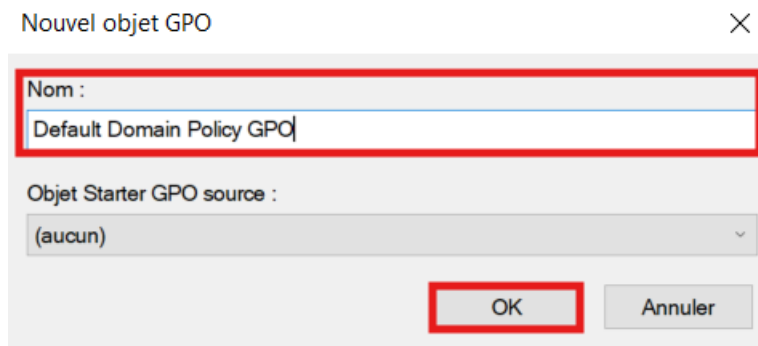 Nouvel objet GPO
Nom :
Default Domain Policy GPO
Objet Starter GPO source :
(aucun)
OK Annuler